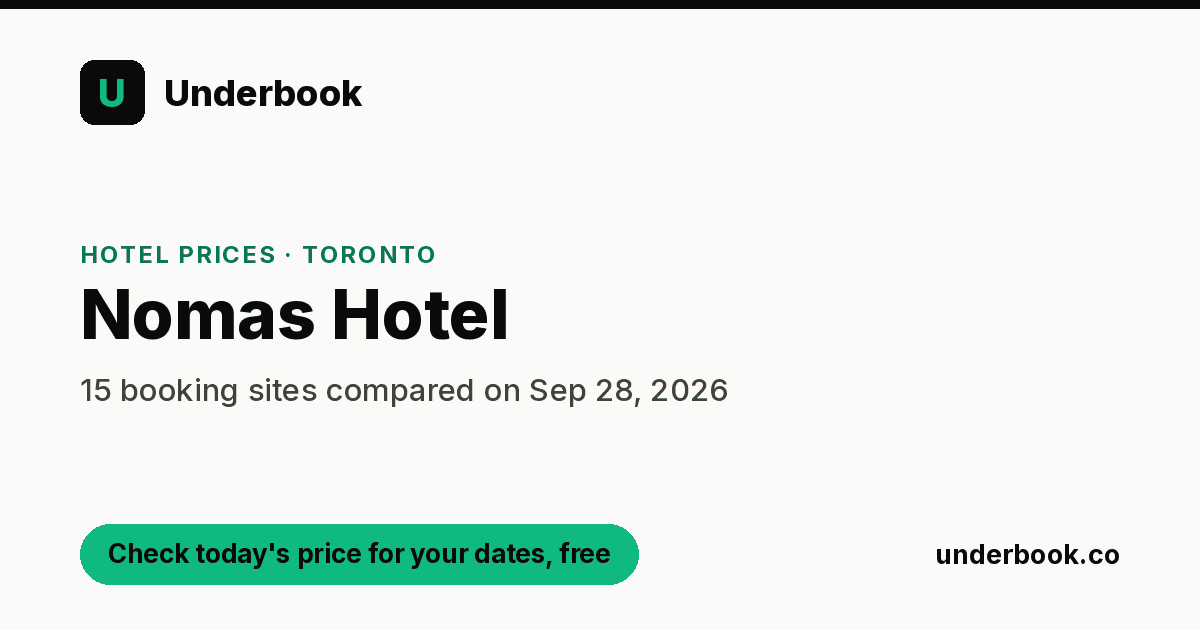 U Underbook
HOTEL PRICES · TORONTO
Nomas Hotel
15 booking sites compared on Sep 28, 2026
Check today's price for your dates, free
underbook.co